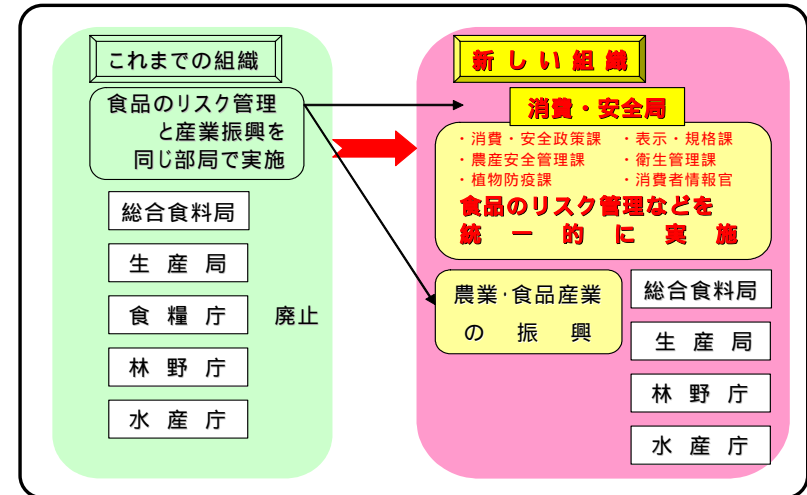 これまでの組織
食品のリスク管理
と産業振興を
同じ部局で実施
総合食料局
生産局
食糧庁 廃止
林野庁
水産庁
新しい組織
消費・安全局
・消費・安全政策課 ・表示・規格課
・農産安全管理課 ・衛生管理課
・植物防疫課 ・消費者情報官
食品のリスク管理などを
統一的に実施
農業・食品産業
の振興
総合食料局
生産局
林野庁
水産庁